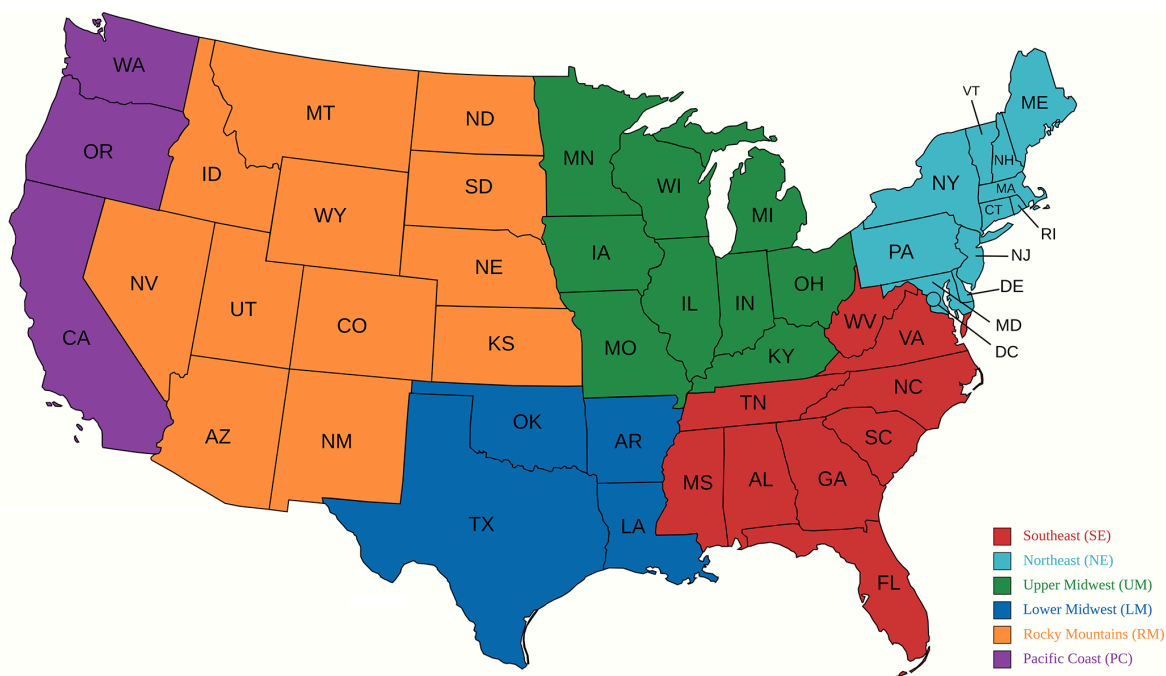 WA
MT
ND
MN
VT
ME
OR
ID
SD
WI
NH
WY
MI
NY
MA
CT
RI
NE
IA
PA
NJ
NV
UT
CO
IL
IN
OH
DE
CA
KS
MO
KY
WV
VA
MD
DC
AZ
NM
OK
AR
TN
NC
SC
TX
LA
MS
AL
GA
FL
Southeast (SE)
Northeast (NE)
Upper Midwest (UM)
Lower Midwest (LM)
Rocky Mountains (RM)
Pacific Coast (PC)